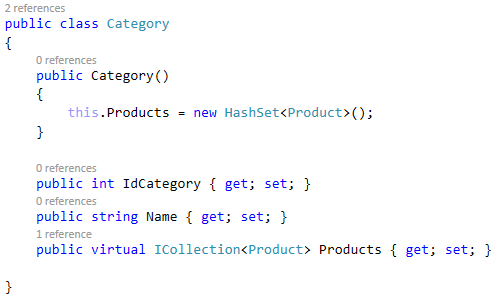 2 references
public class Category
{
0 references
public Category()
{
this.Products = new HashSet<Product>();
}
0 references
public int IdCategory { get; set; }
0 references
public string Name { get; set; }
1 reference
public virtual ICollection<Product> Products { get; set; }
}